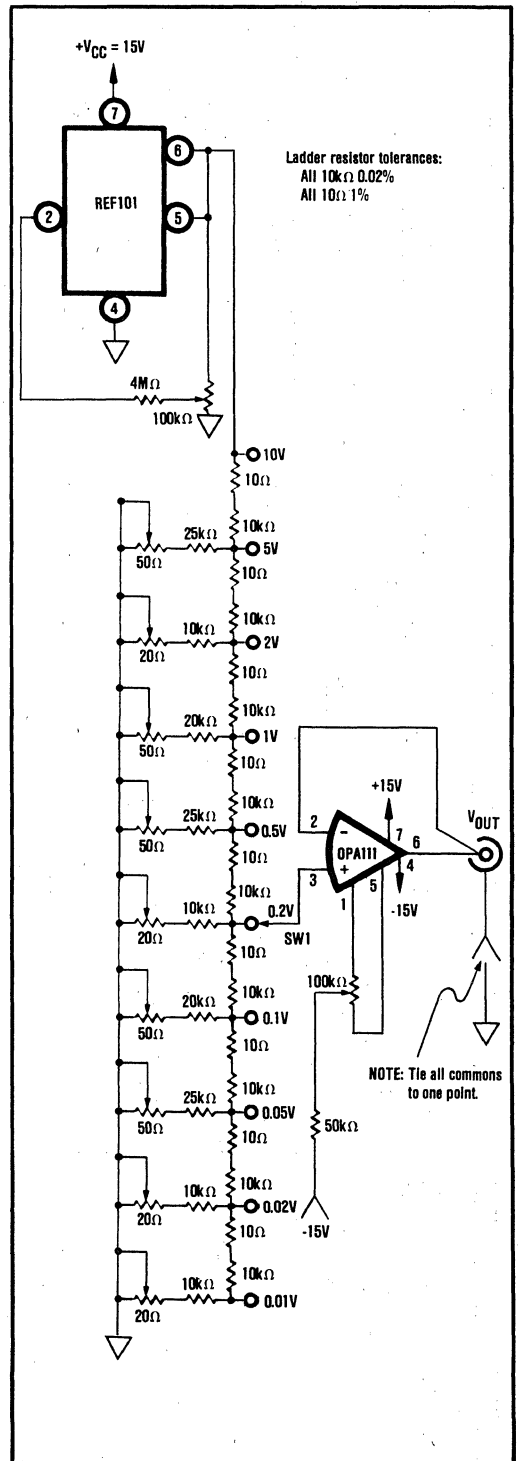 +VCC = 15V
7
6
REF101
2
5
4
Ladder resistor tolerances:
All 10kΩ 0.02%
All 10Ω 1%
4MΩ
100kΩ
10V
10Ω
10kΩ
25kΩ
5V
50Ω
10Ω
10kΩ
10kΩ
2V
20Ω
10Ω
10kΩ
20kΩ
1V
50Ω
10Ω
10kΩ
25kΩ
0.5V
50Ω
10Ω
10kΩ
10kΩ
0.2V
20Ω
SW1
10Ω
10kΩ
20kΩ
0.1V
50Ω
10Ω
10kΩ
25kΩ
0.05V
50Ω
10Ω
10kΩ
10kΩ
0.02V
20Ω
10Ω
10kΩ
10kΩ
0.01V
20Ω
+15V
VOUT
2
-
7
6
OPA111
4
3
+
5
1
-15V
100kΩ
NOTE: Tie all commons
to one point.
50kΩ
-15V